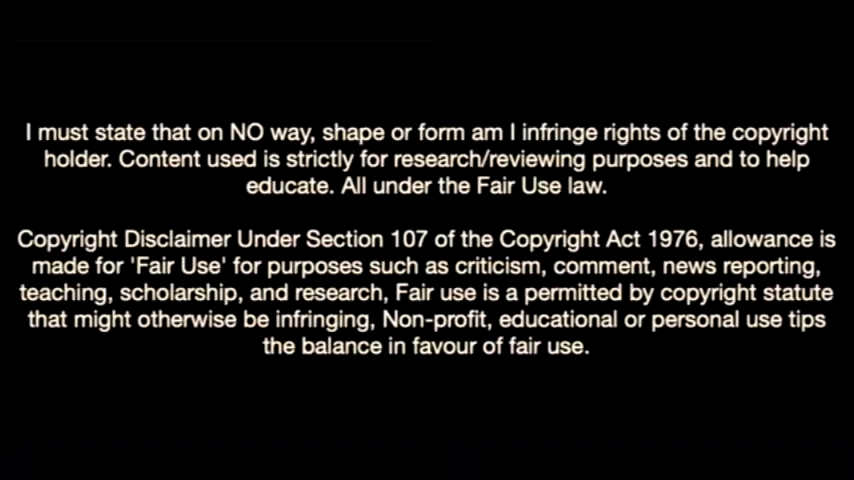 I must state that on NO way, shape or form am I infringe rights of the copyright
holder. Content used is strictly for research/reviewing purposes and to help
educate. All under the Fair Use law.
Copyright Disclaimer Under Section 107 of the Copyright Act 1976, allowance is
made for 'Fair Use' for purposes such as criticism, comment, news reporting,
teaching, scholarship, and research, Fair use is a permitted by copyright statute
that might otherwise be infringing, Non-profit, educational or personal use tips
the balance in favour of fair use.